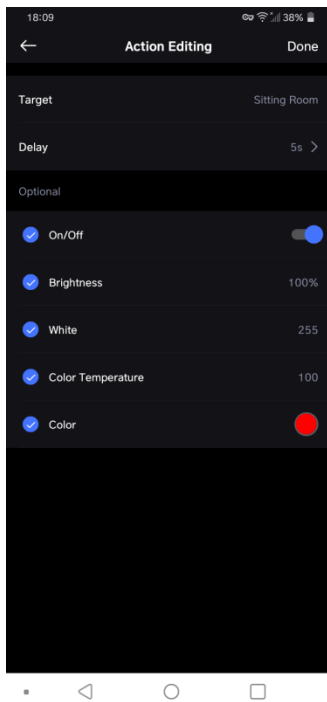 18:09 38%
Action Editing Done
Target Sitting Room
Delay 5s
Optional
On/Off
Brightness 100%
White 255
Color Temperature 100
Color